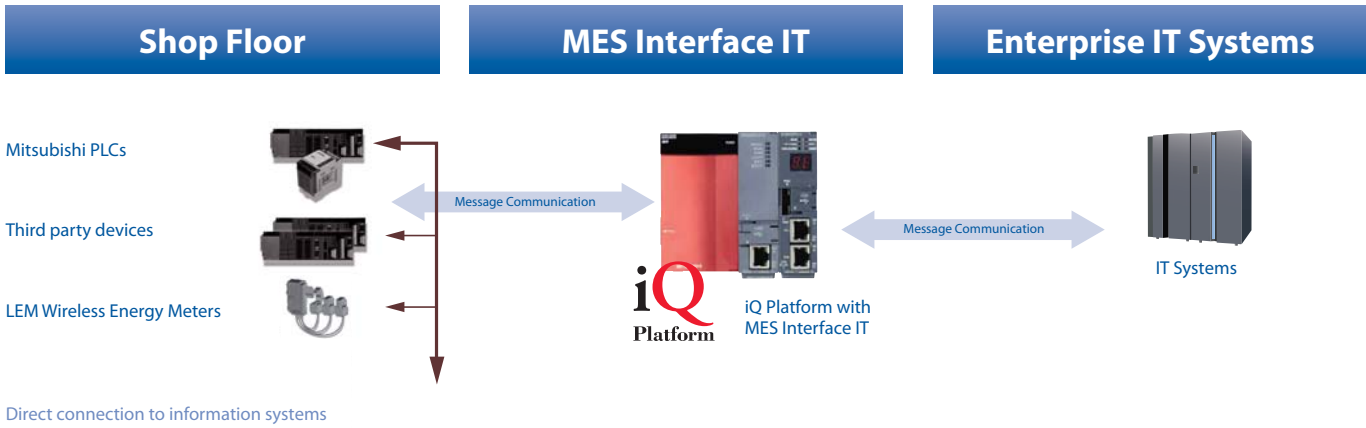 Shop Floor
MES Interface IT
Enterprise IT Systems
Mitsubishi PLCs
Message Communication
Third party devices
Message Communication
IT Systems
LEM Wireless Energy Meters
iQ
Platform
iQ Platform with
MES Interface IT
Direct connection to information systems